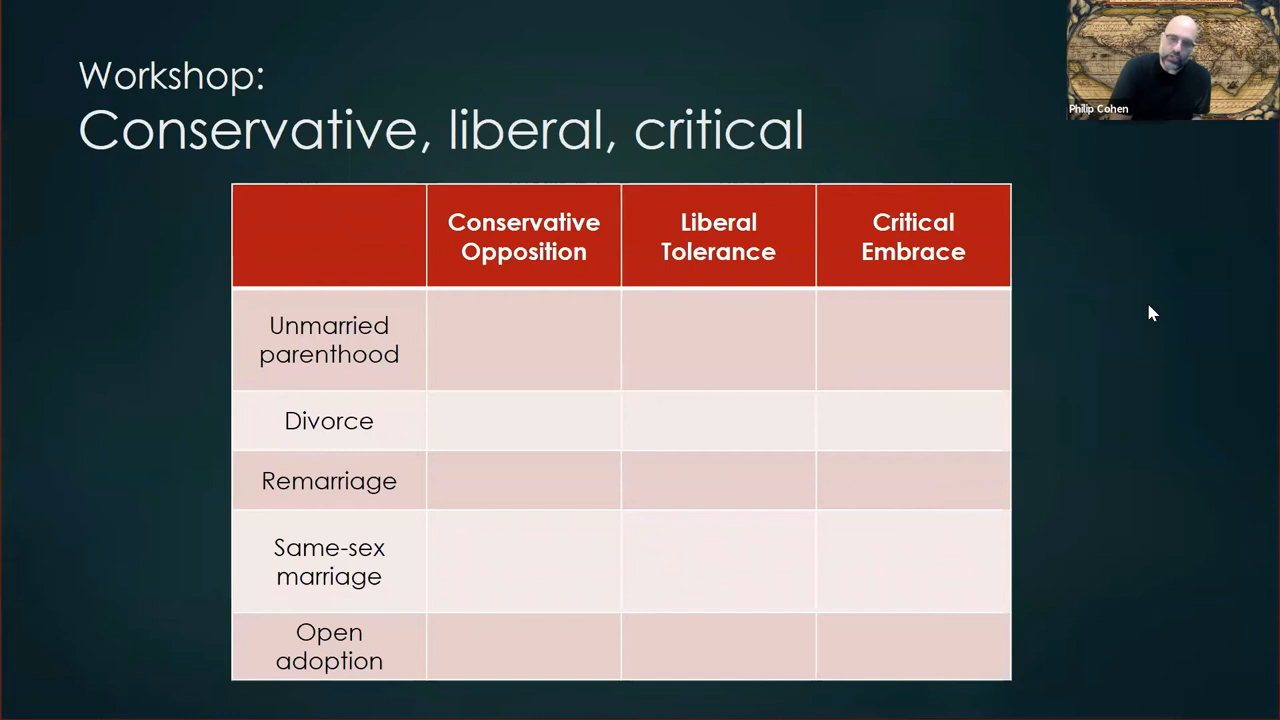 Workshop:
Conservative, liberal, critical
Philip Cohen
Conservative
Opposition
Liberal
Tolerance
Critical
Embrace
Unmarried
parenthood
Divorce
Remarriage
Same-sex
marriage
Open
adoption